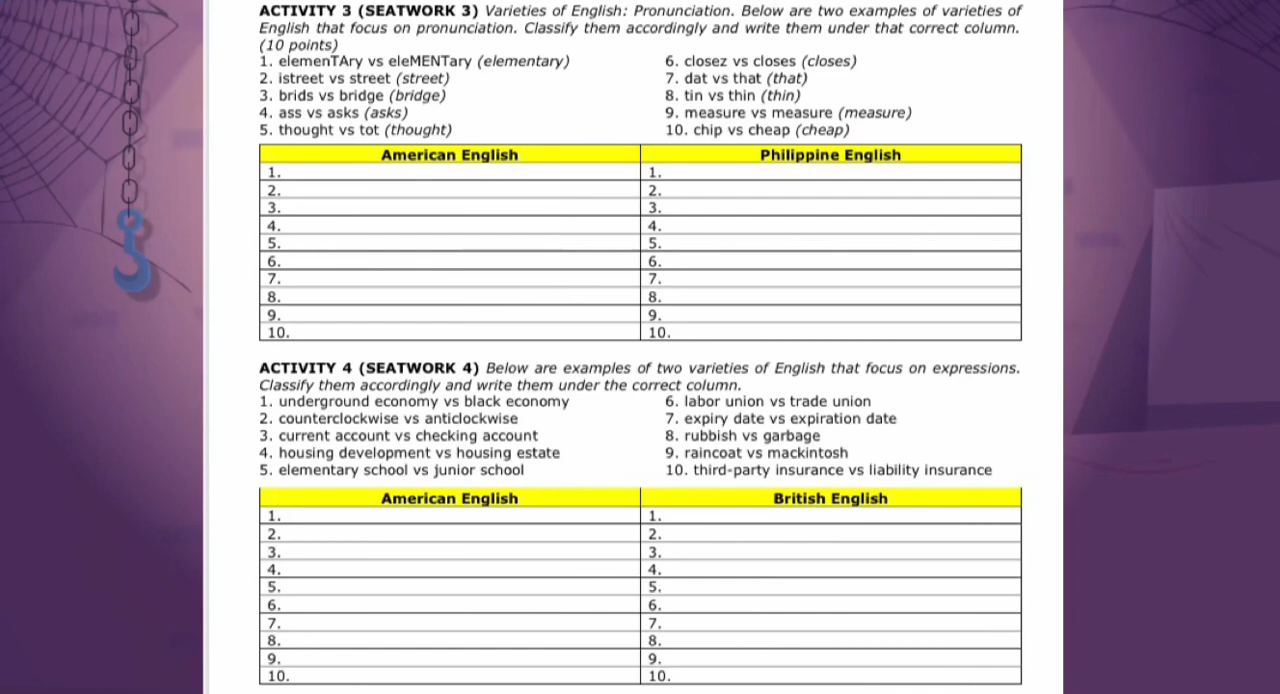 ACTIVITY 3 (SEATWORK 3) Varieties of English: Pronunciation. Below are two examples of varieties of
English that focus on pronunciation. Classify them accordingly and write them under that correct column.
(10 points)
1. elemenTAry vs eleMENTary (elementary)
2. istreet vs street (street)
3. brids vs bridge (bridge)
4. ass vs asks (asks)
5. thought vs tot (thought)
6. closez vs closes (closes)
7. dat vs that (that)
8. tin vs thin (thin)
9. measure vs measure (measure)
10. chip vs cheap (cheap)
American English Philippine English
1. 1.
2. 2.
3. 3.
4. 4.
5. 5.
6. 6.
7. 7.
8. 8.
9. 9.
10. 10.
ACTIVITY 4 (SEATWORK 4) Below are examples of two varieties of English that focus on expressions.
Classify them accordingly and write them under the correct column.
1. underground economy vs black economy
2. counterclockwise vs anticlockwise
3. current account vs checking account
4. housing development vs housing estate
5. elementary school vs junior school
6. labor union vs trade union
7. expiry date vs expiration date
8. rubbish vs garbage
9. raincoat vs mackintosh
10. third-party insurance vs liability insurance
American English British English
1. 1.
2. 2.
3. 3.
4. 4.
5. 5.
6. 6.
7. 7.
8. 8.
9. 9.
10. 10.